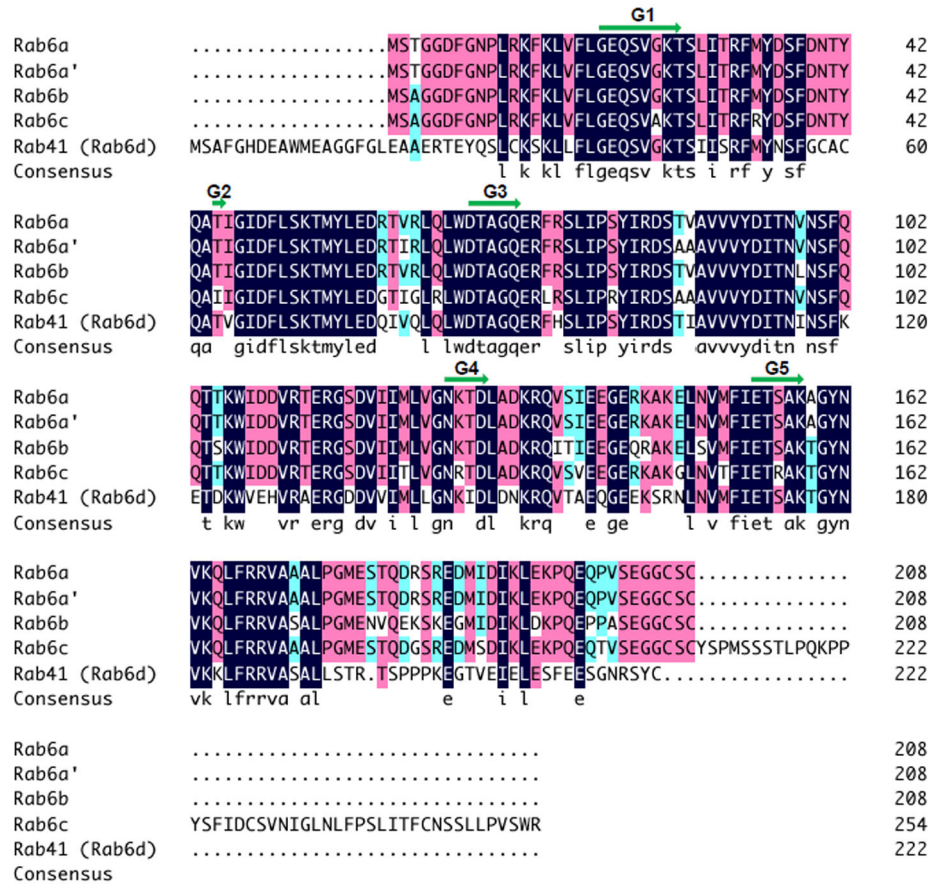 G1
Rab6a ..................MSTGGDFGNPLRKFKLVFLGEQSVGKTSLITRFMYDSFDNTY 42
Rab6a' ..................MSTGGDFGNPLRKFKLVFLGEQSVGKTSLITRFMYDSFDNTY 42
Rab6b ..................MSAGGDFGNPLRKFKLVFLGEQSVGKTSLITRFMYDSFDNTY 42
Rab6c ..................MSAGGDFGNPLRKFKLVFLGEQSVAKTSLITRFRYDSFDNTY 42
Rab41 (Rab6d) MSAFGHDEAWMEAGGFGLEAAERTEYQSLCKSKLLFLGEQSVGKTSIISRFMYNSFGCAC 60
Consensus l k kl flgeqsv kts i rf y sf
G2 G3
Rab6a QATIGIDFLSKTMYLEDRTVRLQLWDTAGQERFRSLIPSYIRDSTVAVVVYDITNVNSFQ 102
Rab6a' QATIGIDFLSKTMYLEDRTIRLQLWDTAGQERFRSLIPSYIRDSAAAVVVYDITNVNSFQ 102
Rab6b QATIGIDFLSKTMYLEDRTVRLQLWDTAGQERFRSLIPSYIRDSTVAVVVYDITNLNSFQ 102
Rab6c QAIIGIDFLSKTMYLEDGTIGLRLWDTAGQERLRSLIPRYIRDSAAAVVVYDITNVNSFQ 102
Rab41 (Rab6d) QATVGIDFLSKTMYLEDQIVQLQLWDTAGQERFHSLIPSYIRDSTIAVVVYDITNINSFK 120
Consensus qa gidflsktmyled l lwdtagqer slip yirds avvvyditn nsf
G4 G5
Rab6a QTTKWIDDVRTERGSDVIIMLVGNKTDLADKRQVSIEEGERKAKELNVMFIETSAKAGYN 162
Rab6a' QTTKWIDDVRTERGSDVIIMLVGNKTDLADKRQVSIEEGERKAKELNVMFIETSAKAGYN 162
Rab6b QTSKWIDDVRTERGSDVIIMLVGNKTDLADKRQITIEEGEQRAKELSVMFIETSAKTGYN 162
Rab6c QTTKWIDDVRTERGSDVIITLVGNRTDLADKRQVSVEEGERKAKGLNVTFIETRAKTGYN 162
Rab41 (Rab6d) ETDKWVEHVRAERGDDVVIMLLGNKIDLDNKRQVTAEQGEEKSRNLNVMFIETSAKTGYN 180
Consensus t kw vr erg dv i l gn dl krq e ge l v fiet ak gyn
Rab6a VKQLFRRVAAALPGMESTQDRSREDMIDIKLEKPQEQPVSEGGCSC.............. 208
Rab6a' VKQLFRRVAAALPGMESTQDRSREDMIDIKLEKPQEQPVSEGGCSC.............. 208
Rab6b VKQLFRRVASALPGMENVQEKSKEGMIDIKLDKPQEPPASEGGCSC.............. 208
Rab6c VKQLFRRVAAALPGMESTQDGSREDMSDIKLEKPQEQTVSEGGCSCYSPMSSSTLPQKPP 222
Rab41 (Rab6d) VKKLFRRVASALLSTR.TSPPPKEGTVEIELESFEESGNRSYC................. 222
Consensus vk lfrrva al e i l e
Rab6a ................................ 208
Rab6a' ................................ 208
Rab6b ................................ 208
Rab6c YSFIDCSVNIGLNLFPSLITFCNSSLLPVSWR 254
Rab41 (Rab6d) ................................ 222
Consensus